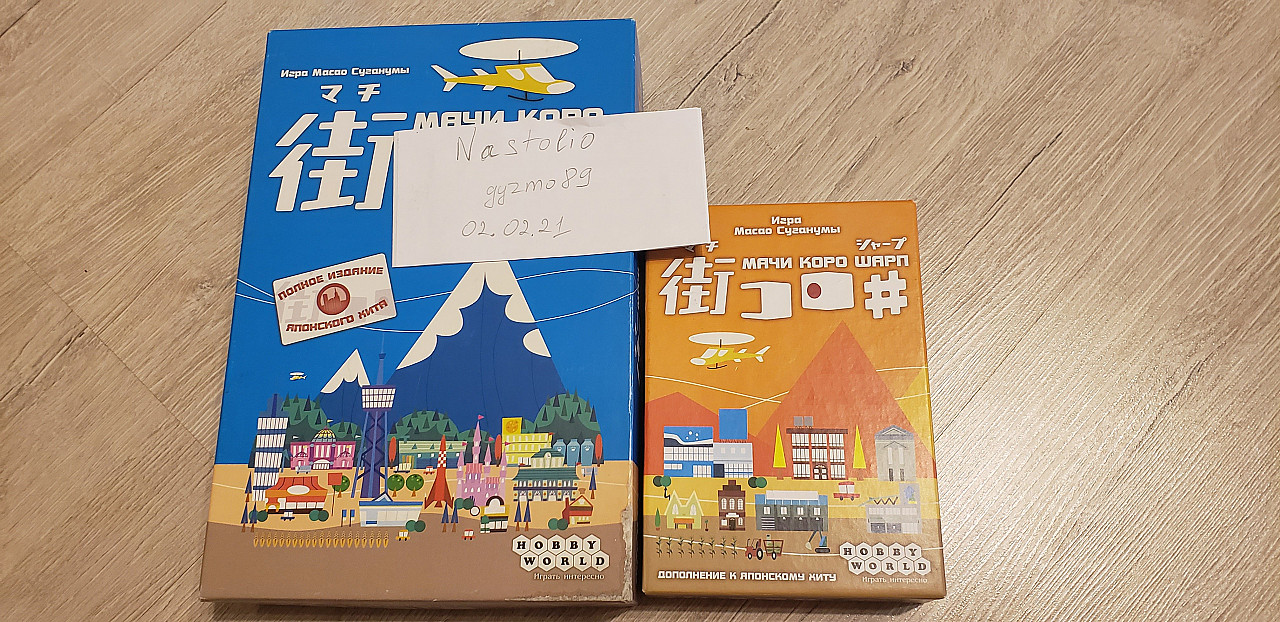 Игра Масао Суганумы
マチ
街
МАЧИ КОРО
Nastolio
gyzmo89
02.02.21
ПОЛНОЕ ИЗДАНИЕ
ЯПОНСКОГО ХИТА
HOBBY
WORLD
Играть интересно
Игра
Масао Суганумы
マチ シャープ
МАЧИ КОРО ШАРП
街コロ#
ДОПОЛНЕНИЕ К ЯПОНСКОМУ ХИТУ
HOBBY
WORLD
Играть интересно